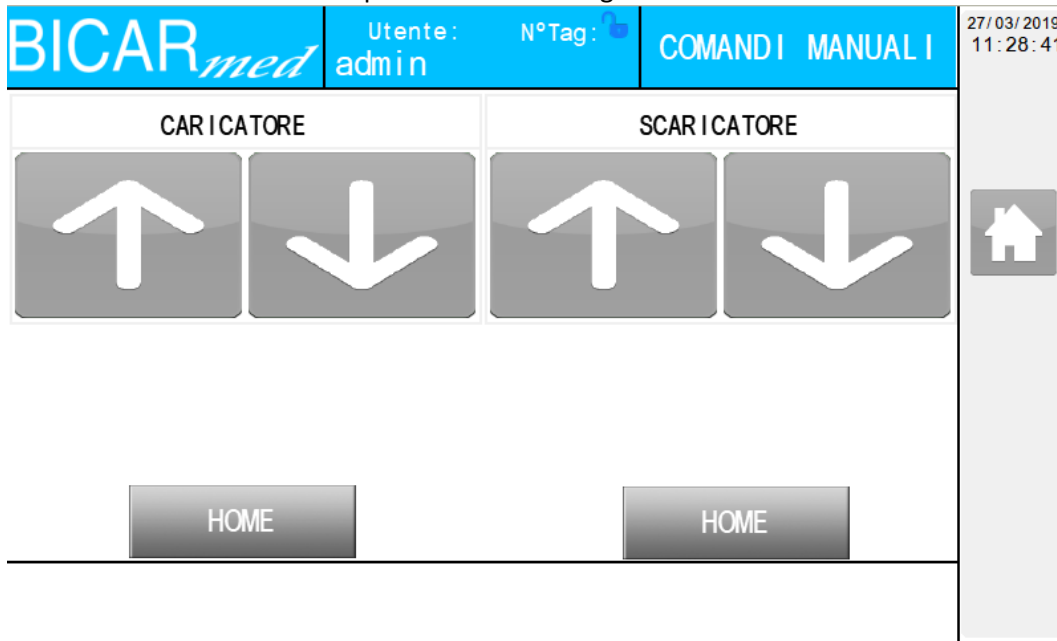 BICARmed
Utente: N°Tag:
admin
COMANDI MANUALI
27/03/2019
11:28:41
CARICATORE
SCARICATORE
HOME
HOME